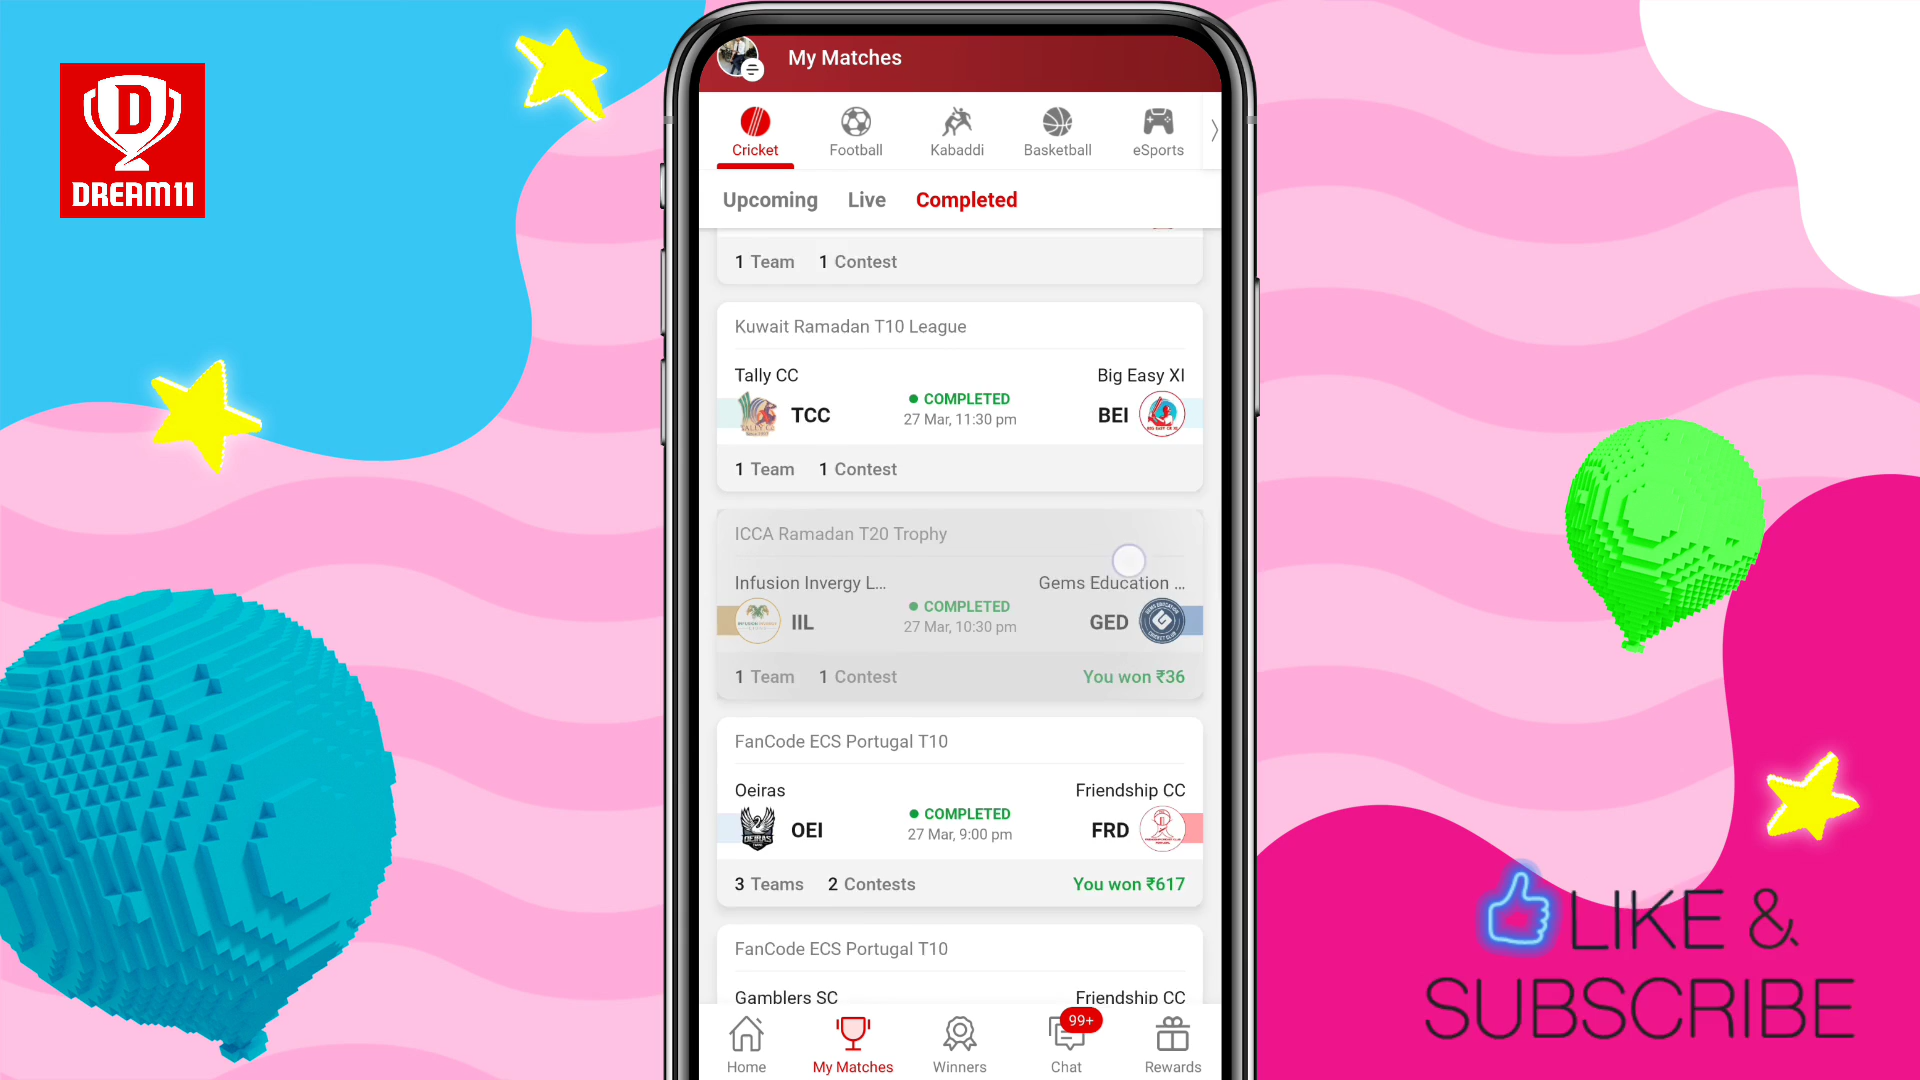 D
DREAM11
My Matches
Cricket
Football
Kabaddi
Basketball
eSports
Upcoming
Live
Completed
1 Team 1 Contest
Kuwait Ramadan T10 League
Tally CC
Big Easy XI
COMPLETED
TCC
27 Mar, 11:30 pm
BEI
1 Team 1 Contest
ICCA Ramadan T20 Trophy
Infusion Invergy L...
Gems Education ...
COMPLETED
IIL
27 Mar, 10:30 pm
GED
1 Team 1 Contest
You won ₹36
FanCode ECS Portugal T10
Oeiras
Friendship CC
COMPLETED
OEIRAS
OEI
27 Mar, 9:00 pm
FRD
3 Teams 2 Contests
You won ₹617
FanCode ECS Portugal T10
Gamblers SC
Friendship CC
99+
Home
My Matches
Winners
Chat
Rewards
LIKE &
SUBSCRIBE